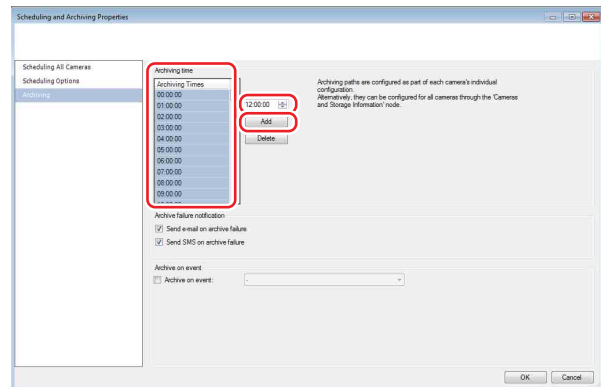 Scheduling and Archiving Properties
Scheduling All Cameras
Scheduling Options
Archiving
Archiving time
Archiving Times
00:00:00
01:00:00
02:00:00
03:00:00
04:00:00
05:00:00
06:00:00
07:00:00
08:00:00
09:00:00
12:00:00
Add
Delete
Archiving paths are configured as part of each camera's individual
configuration.
Alternatively, they can be configured for all cameras through the 'Cameras
and Storage Information' node.
Archive failure notification
Send e-mail on archive failure
Send SMS on archive failure
Archive on event
Archive on event:
-
OK
Cancel